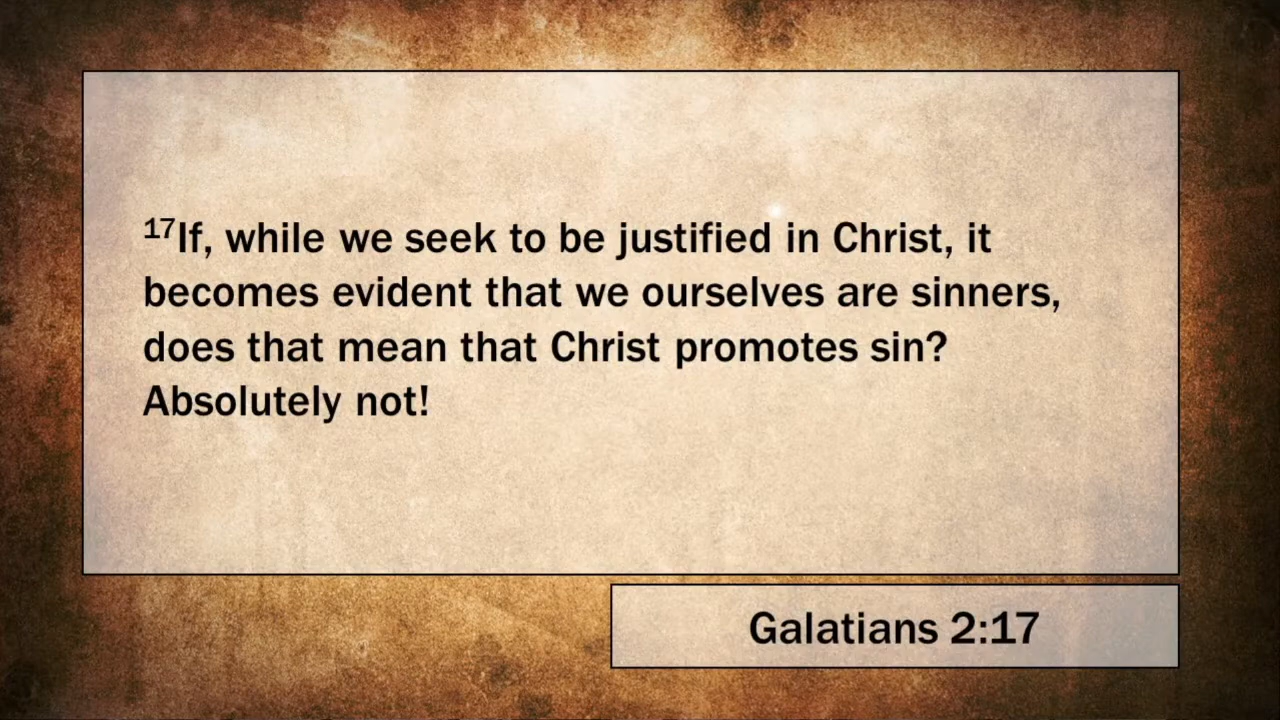 17If, while we seek to be justified in Christ, it
becomes evident that we ourselves are sinners,
does that mean that Christ promotes sin?
Absolutely not!
Galatians 2:17